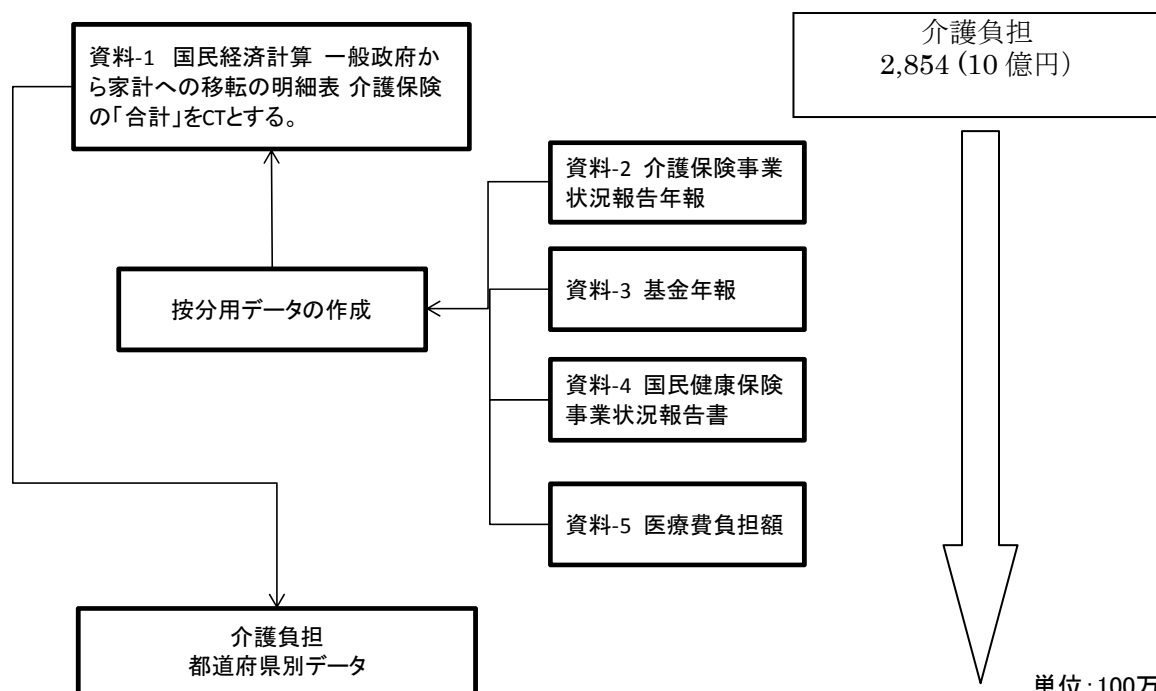 資料-1 国民経済計算 一般政府か
ら家計への移転の明細表 介護保険
の「合計」をCTとする。
介護負担
2,854 (10 億円)
資料-2 介護保険事業
状況報告年報
資料-3 基金年報
按分用データの作成
資料-4 国民健康保険
事業状況報告書
資料-5 医療費負担額
介護負担
都道府県別データ
単位:100万